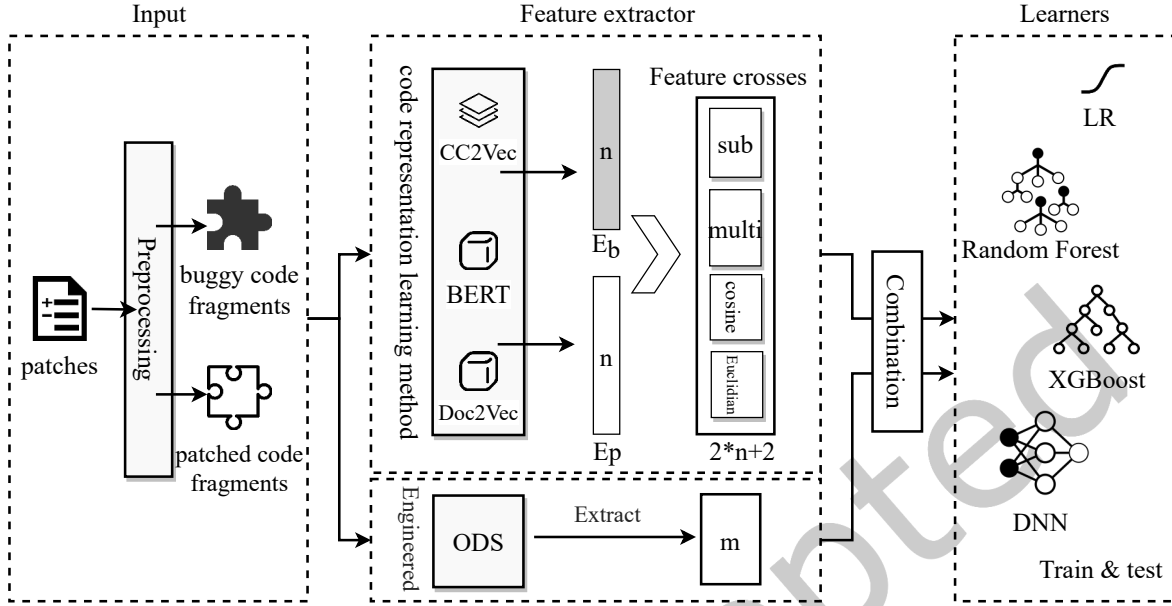 Input
Feature extractor
Learners
patches
Preprocessing
buggy code
fragments
patched code
fragments
code representation learning method
CC2Vec
BERT
Doc2Vec
n
E_b
n
Ep
Feature crosses
sub
multi
cosine
Euclidian
2*n+2
Engineered
ODS
Extract
m
Combination
LR
Random Forest
XGBoost
DNN
Train & test
pted